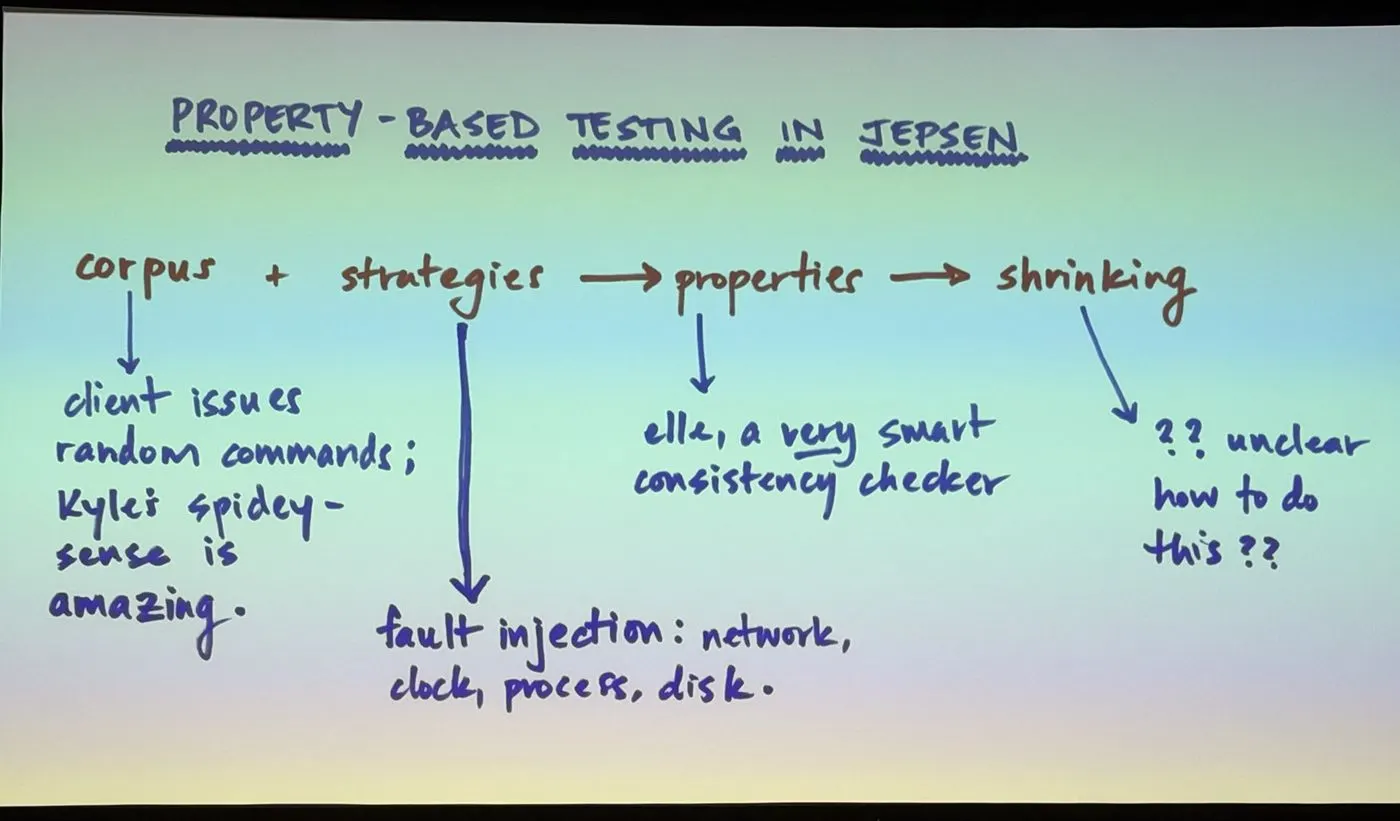 PROPERTY-BASED TESTING IN JEPSEN
corpus + strategies → properties → shrinking
client issues
random commands;
Kyle's spidey-
sense is
amazing.
fault injection: network,
clock, process, disk.
elle, a very smart
consistency checker
?? unclear
how to do
this ??